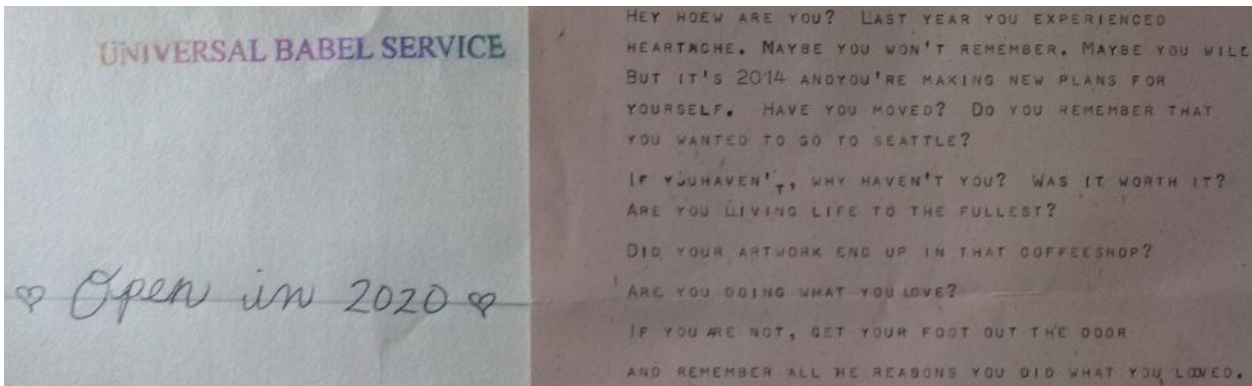 UNIVERSAL BABEL SERVICE
♡ Open in 2020 ♡
HEY HOEW ARE YOU? LAST YEAR YOU EXPERIENCED
HEARTACHE. MAYBE YOU WON'T REMEMBER. MAYBE YOU WILL
BUT IT'S 2014 ANDYOU'RE MAKING NEW PLANS FOR
YOURSELF. HAVE YOU MOVED? DO YOU REMEMBER THAT
YOU WANTED TO GO TO SEATTLE?
IF YOUHAVEN'T, WHY HAVEN'T YOU? WAS IT WORTH IT?
ARE YOU LIVING LIFE TO THE FULLEST?
DID YOUR ARTWORK END UP IN THAT COFFEESHOP?
ARE YOU DOING WHAT YOU LOVE?
IF YOU ARE NOT, GET YOUR FOOT OUT THE DOOR
AND REMEMBER ALL HE REASONS YOU DID WHAT YOU LOVED.